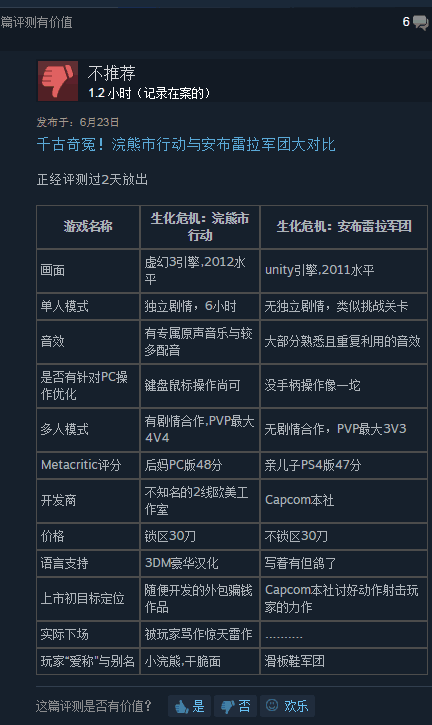 篇评测有价值
6
不推荐
1.2 小时（记录在案的）
发布于：6月23日
千古奇冤！浣熊市行动与安布雷拉军团大对比
正经评测过2天放出
游戏名称
生化危机：浣熊市
行动
生化危机：安布雷拉军团
画面
虚幻3引擎,2012水
平
unity引擎,2011水平
单人模式
独立剧情，6小时
无独立剧情，类似挑战关卡
音效
有专属原声音乐与较
多配音
大部分熟悉且重复利用的音效
是否有针对PC操
作优化
键盘鼠标操作尚可
没手柄操作像一坨
多人模式
有剧情合作,PVP最大
4V4
无剧情合作，PVP最大3V3
Metacritic评分
后妈PC版48分
亲儿子PS4版47分
开发商
不知名的2线欧美工
作室
Capcom本社
价格
锁区30刀
不锁区30刀
语言支持
3DM豪华汉化
写着有但鸽了
上市初目标定位
随便开发的外包骗钱
作品
Capcom本社讨好动作射击玩
家的力作
实际下场
被玩家骂作惊天雷作
..........
玩家“爱称”与别名
小浣熊,干脆面
滑板鞋军团
这篇评测是否有价值？
是
否
欢乐